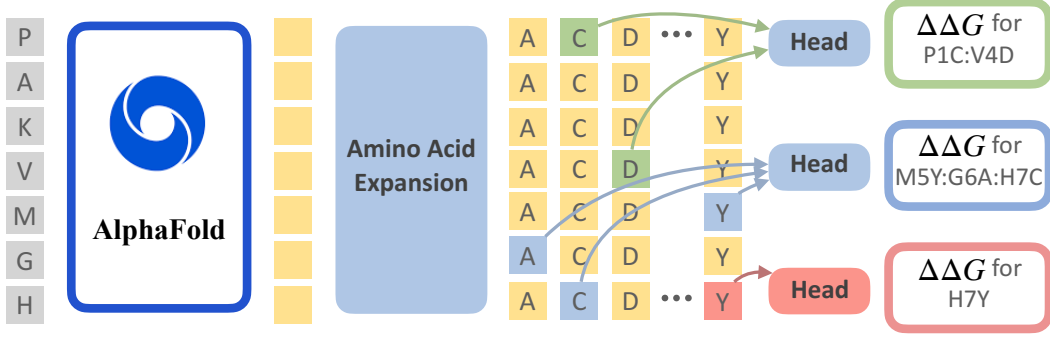 P A C D ••• Y
A A C D Y
K A C D Y
V A C D Y
M A C D Y
G A C D Y
H A C D ••• Y
AlphaFold
Amino Acid
Expansion
Head
ΔΔG for
P1C:V4D
Head
ΔΔG for
M5Y:G6A:H7C
Head
ΔΔG for
H7Y